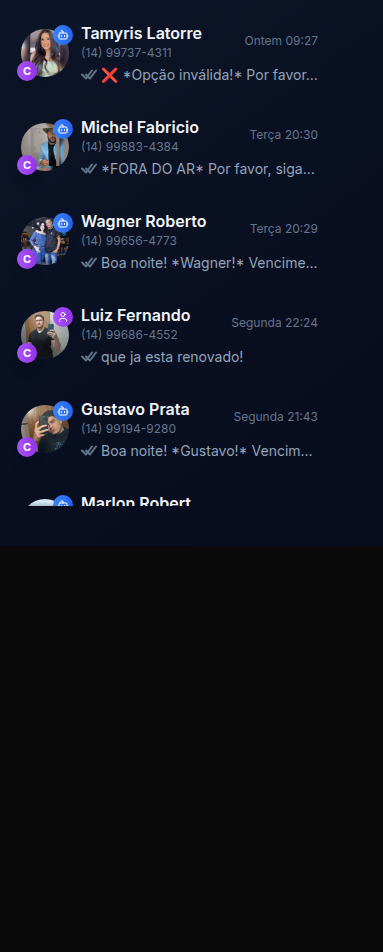 Tamyris Latorre
Ontem 09:27
(14) 99737-4311
❌ *Opção inválida!* Por favor...
C
Michel Fabricio
Terça 20:30
(14) 99883-4384
*FORA DO AR* Por favor, siga...
C
Wagner Roberto
Terça 20:29
(14) 99656-4773
Boa noite! *Wagner!* Vencime...
C
Luiz Fernando
Segunda 22:24
(14) 99686-4552
que ja esta renovado!
C
Gustavo Prata
Segunda 21:43
(14) 99194-9280
Boa noite! *Gustavo!* Vencim...
C
Marlon Robert